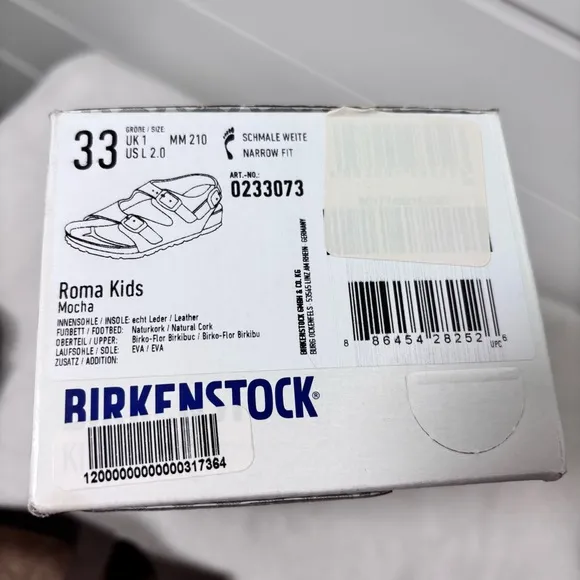 33
GRÖßE / SIZE:
UK 1 MM 210
US L 2.0
SCHMALE WEITE
NARROW FIT
ART.-NO.:
0233073
Roma Kids
Mocha
INNENSOHLE / INSOLE: echt Leder / Leather
FUßBETT / FOOTBED: Naturkork / Natural Cork
OBERTEIL / UPPER: Birko-Flor Birkibuc / Birko-Flor Birkibu
LAUFSOHLE / SOLE: EVA / EVA
ZUSATZ / ADDITION:
BIRKENSTOCK GMBH & CO. KG
BURG OCKENFELS · 53545 LINZ AM RHEIN · GERMANY
8 86454 28252 6
UPC
BIRKENSTOCK®
12000000000000317364